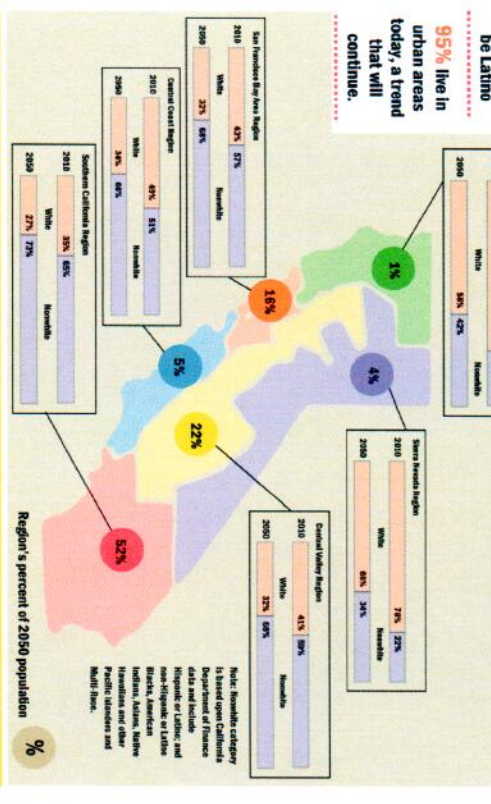 be Latino
95% live in
urban areas
today, a trend
that will
continue.
White Nonwhite
2050 58% 42%
1%
Sierra Nevada Region
2010 78% 22%
White Nonwhite
2050 66% 34%
4%
San Francisco Bay Area Region
2010 43% 57%
White Nonwhite
2050 32% 68%
16%
Central Valley Region
2010 41% 59%
White Nonwhite
2050 32% 68%
22%
Central Coast Region
2010 49% 51%
White Nonwhite
2050 34% 66%
5%
Southern California Region
2010 35% 65%
White Nonwhite
2050 27% 73%
52%
Note: Nonwhite category
is based upon California
Department of Finance
data and include
Hispanic or Latino; and
non-Hispanic or Latino
Blacks, American
Indians, Asians, Native
Hawaiians and other
Pacific Islanders and
Multi-Race.
Region's percent of 2050 population %